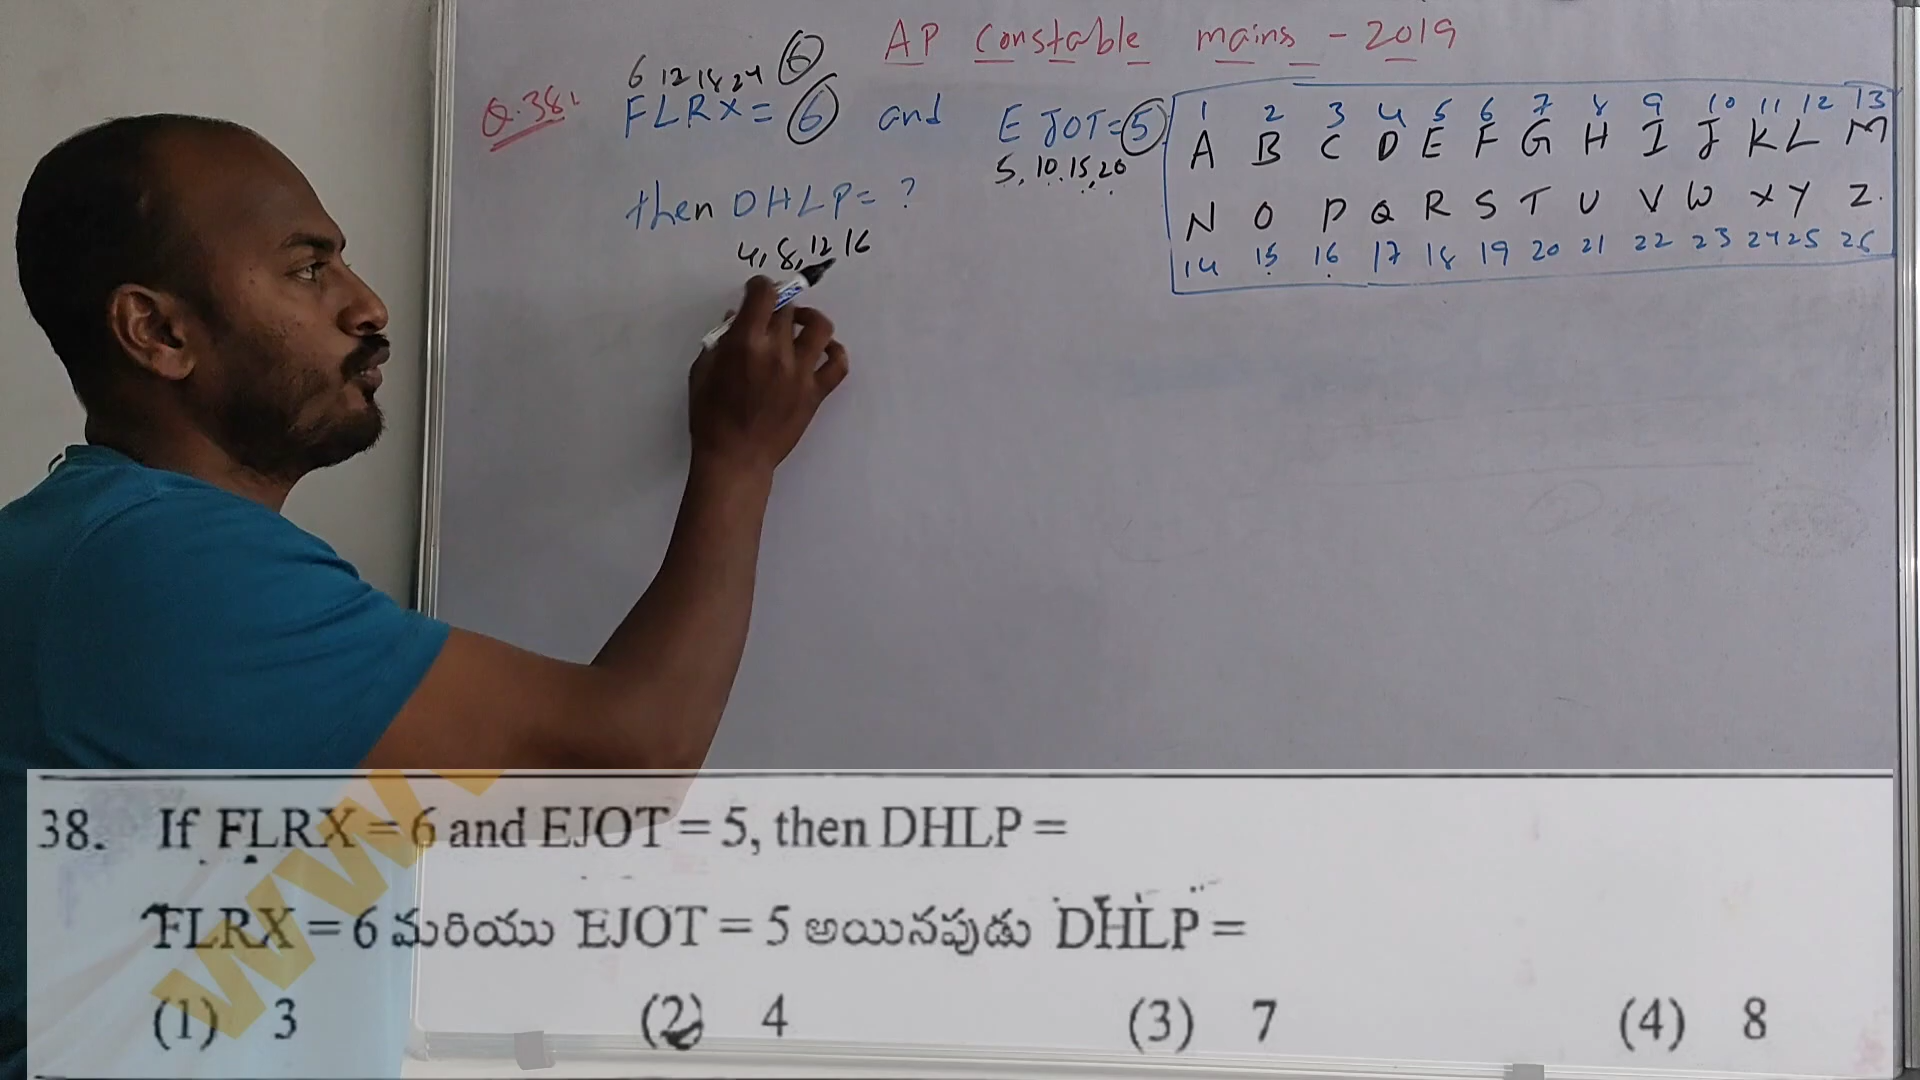 AP Constable mains - 2019
6 12 18 24 6
Q.38. FLRX = 6 and EJOT = 5
5, 10, 15, 20
then DHLP = ?
4, 8, 12 16
1 2 3 4 5 6 7 8 9 10 11 12 13
A B C D E F G H I J K L M
N O P Q R S T U V W X Y Z.
14 15 16 17 18 19 20 21 22 23 24 25 26
38. If FLRX = 6 and EJOT = 5, then DHLP =
FLRX = 6 మరియు EJOT = 5 అయినపుడు DHLP =
(1) 3 (2) 4 (3) 7 (4) 8
www